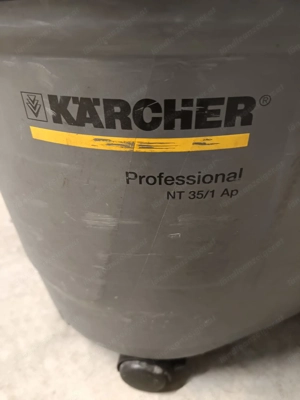 KÄRCHER®
Professional
NT 35/1 Ap